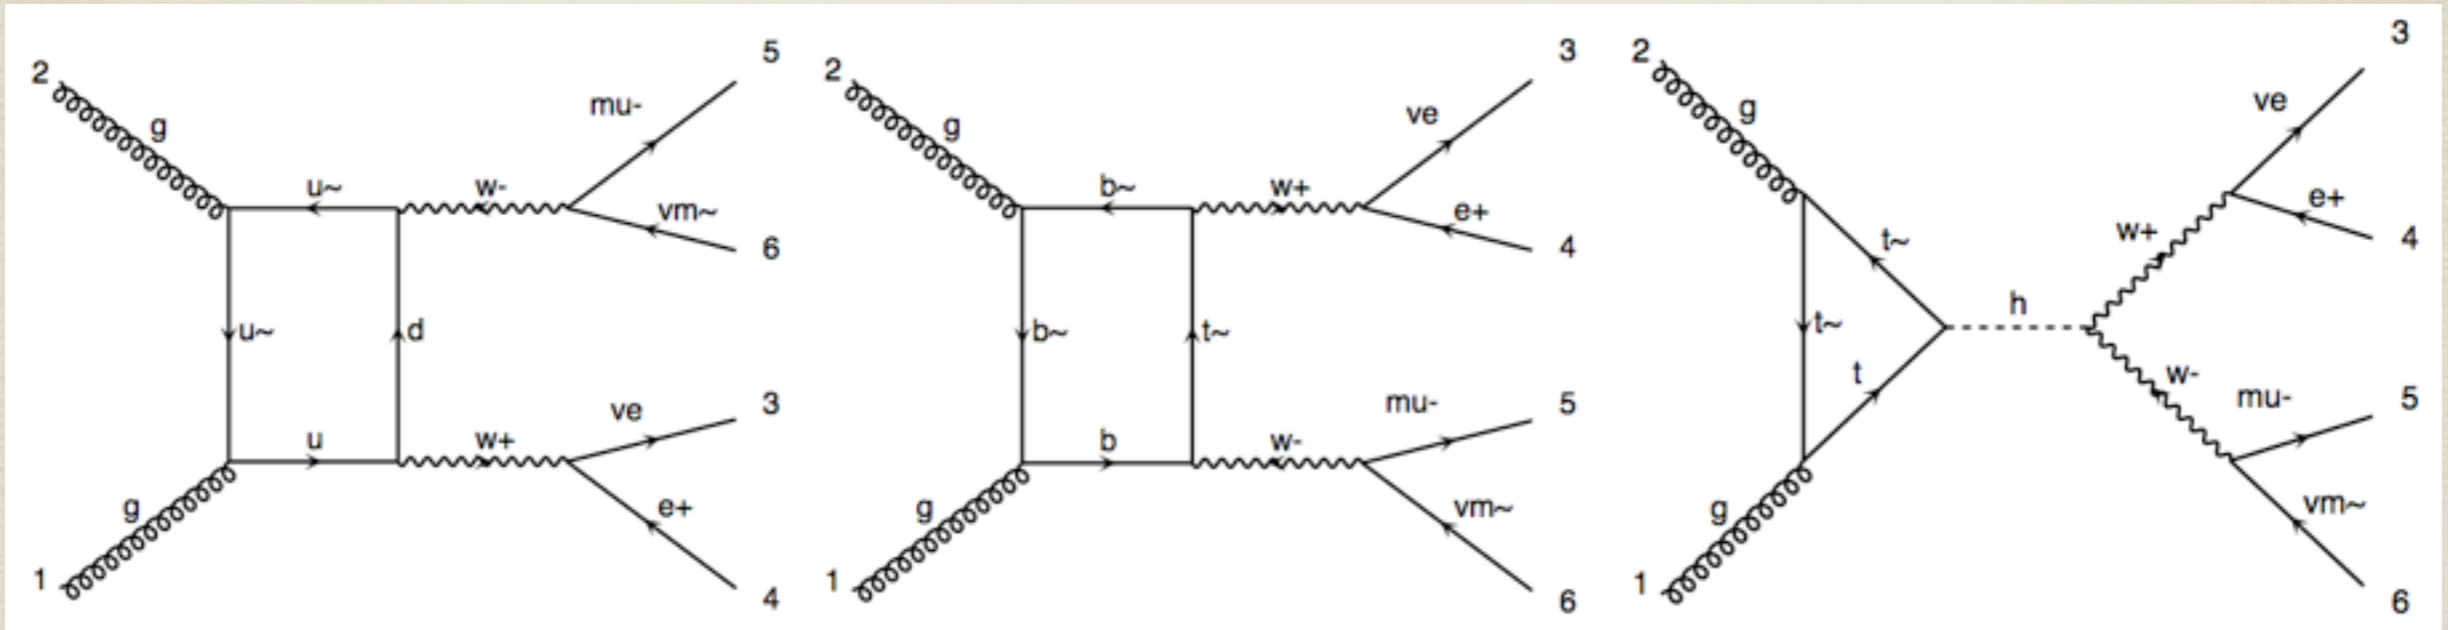 2
g
u~
w-
mu-
5
vm~
6
u~
d
u
w+
ve
3
e+
4
g
1
2
g
b~
w+
ve
3
e+
4
b~
t~
b
w-
mu-
5
vm~
6
g
1
2
g
t~
t~
t
h
w+
ve
3
e+
4
w-
mu-
5
vm~
6
g
1